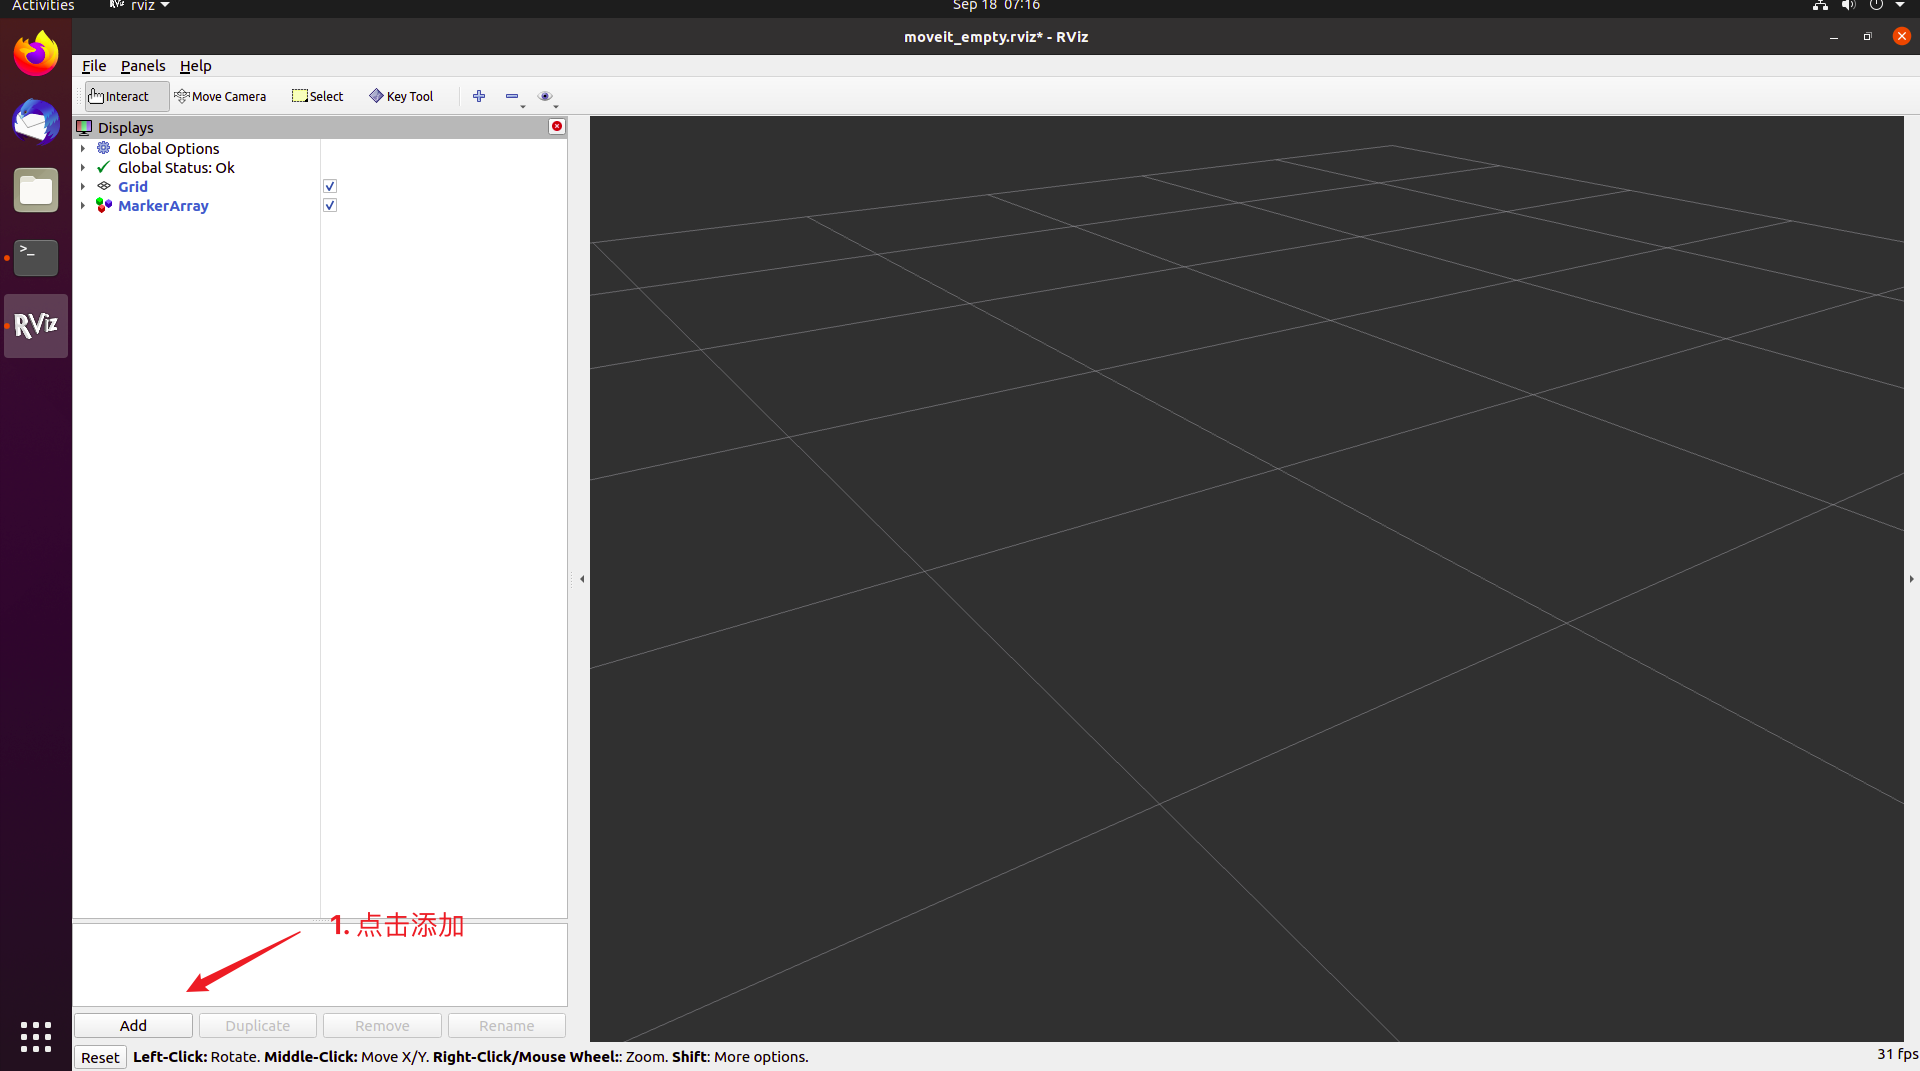 Activities RViz rviz Sep 18 07:16
moveit_empty.rviz* - RViz
File Panels Help
Interact Move Camera Select Key Tool
Displays
Global Options
Global Status: Ok
Grid
MarkerArray
>_
RViz
1. 点击添加
Add Duplicate Remove Rename
Reset Left-Click: Rotate. Middle-Click: Move X/Y. Right-Click/Mouse Wheel:: Zoom. Shift: More options. 31 fps